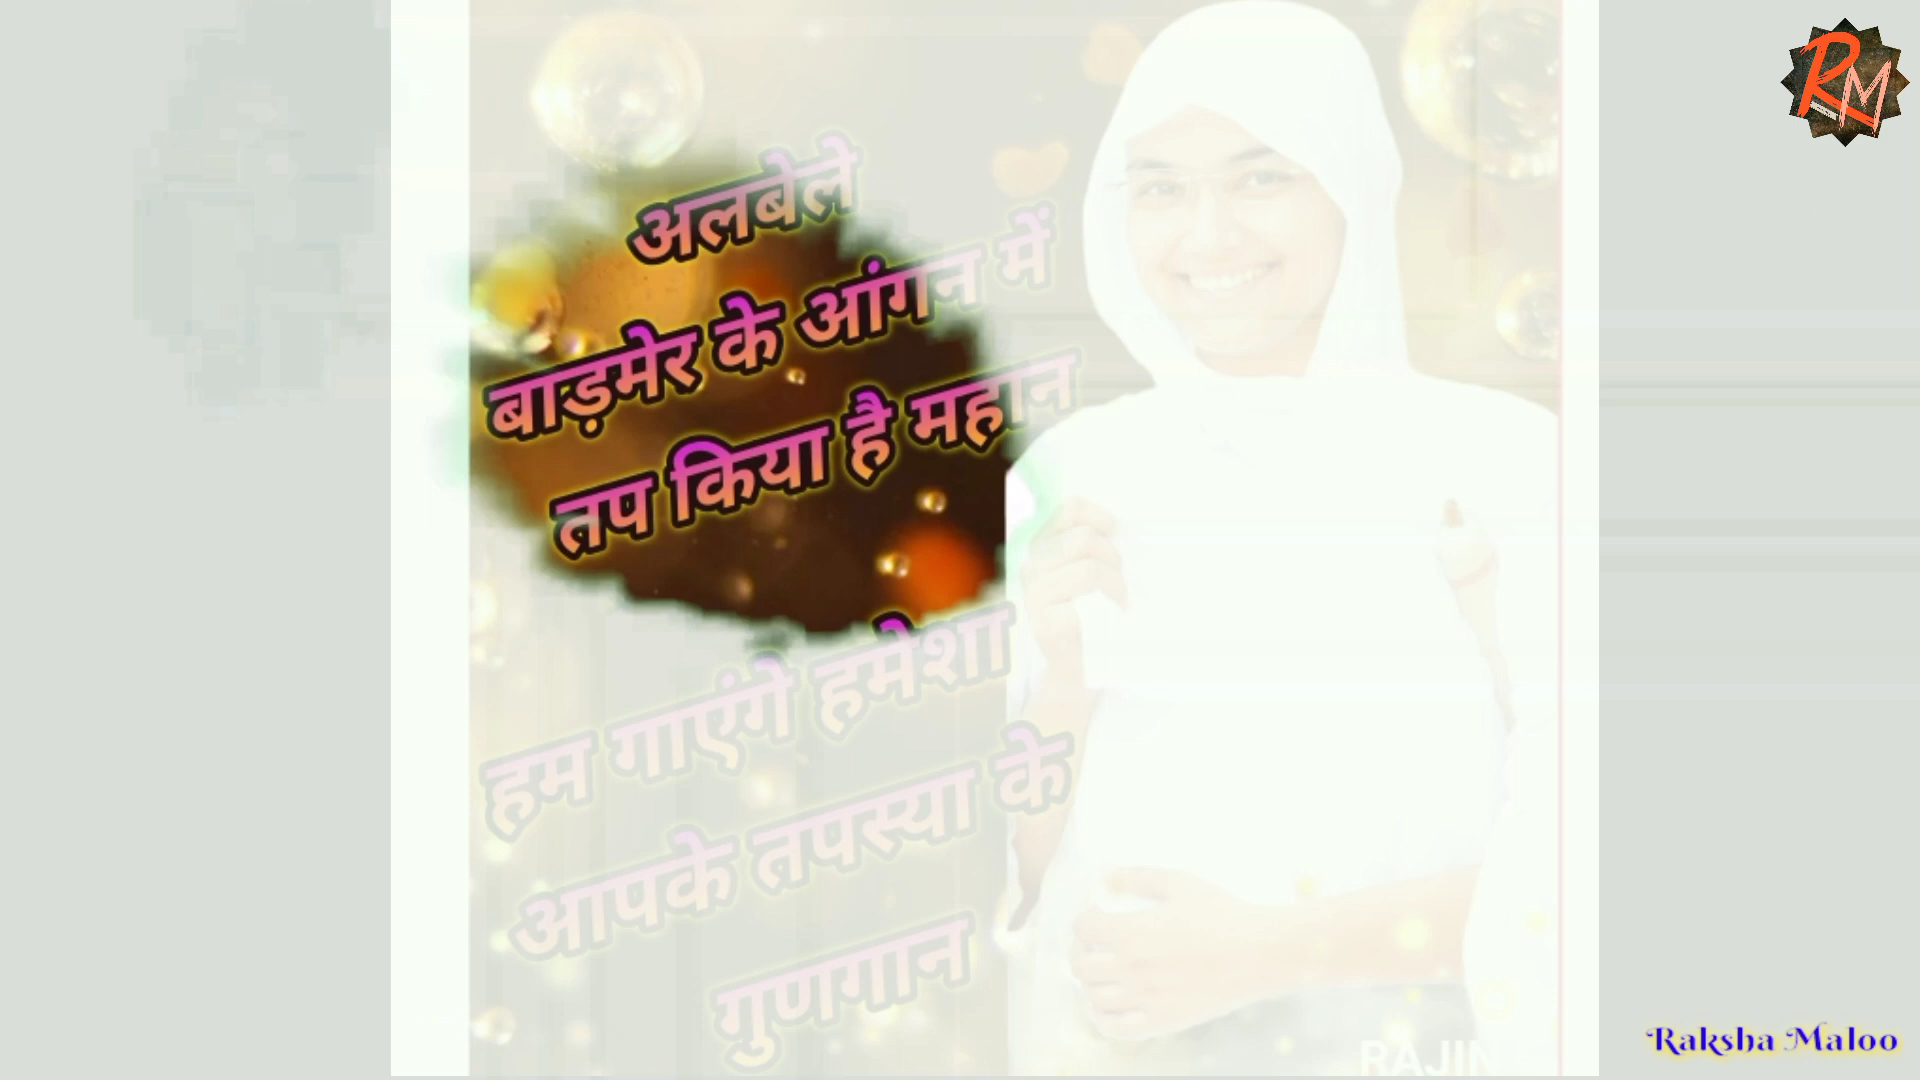 RM
अलबेले
बाड़मेर के आंगन में
तप किया है महान
हम गाएंगे हमेशा
आपके तपस्या के
गुणगान
Raksha Maloo